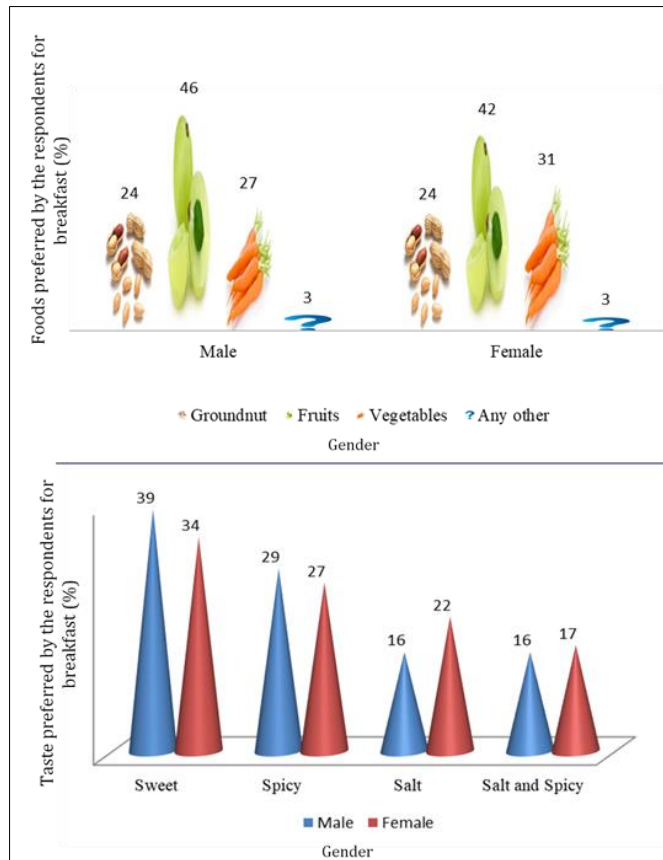 Foods preferred by the respondents for
breakfast (%)
46
42
31
24
27
24
3
3
Male
Female
Groundnut Fruits Vegetables Any other
Gender
Taste preferred by the respondents for
breakfast (%)
39
34
29
27
22
16
16
17
Sweet
Spicy
Salt
Salt and Spicy
Male Female
Gender